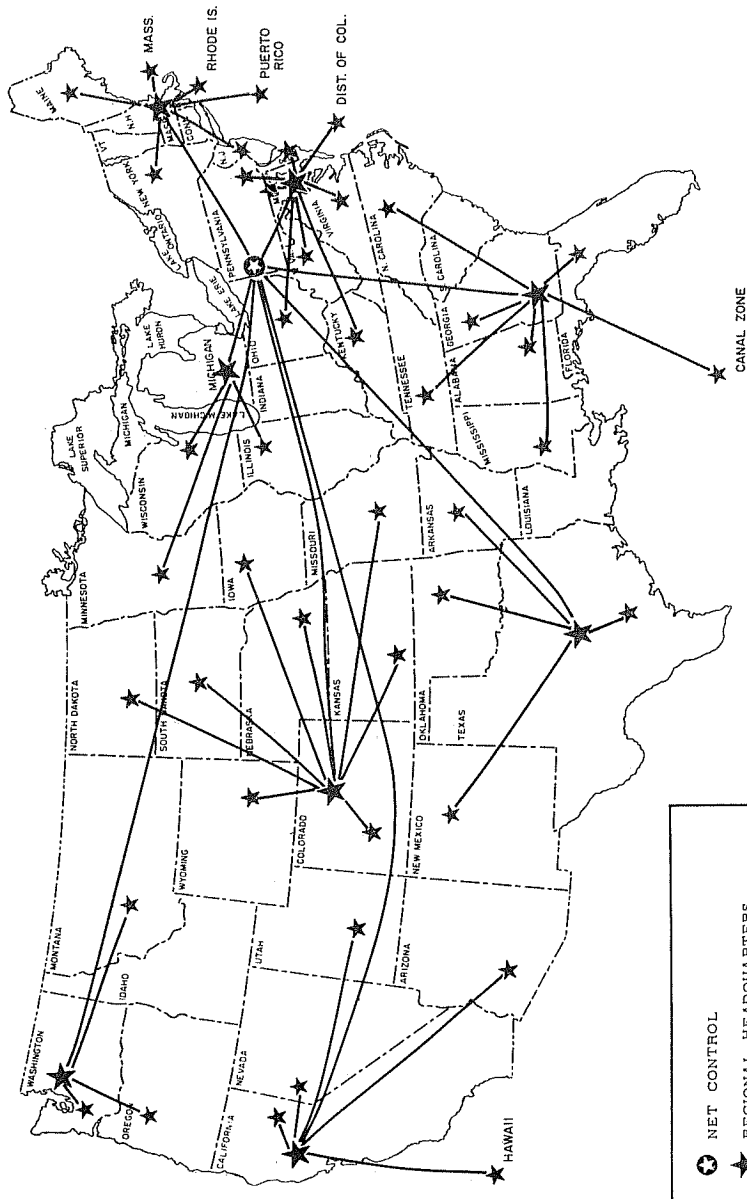 WASHINGTON
MONTANA
NORTH DAKOTA
MINNESOTA
LAKE
SUPERIOR
MICHIGAN
WISCONSIN
LAKE
HURON
MICHIGAN
LAKE MICHIGAN
LAKE ERIE
LAKE ONTARIO
NEW YORK
VT
N.H.
MAINE
MASS.
RHODE IS.
PUERTO
RICO
CONN
N.J.
DIST. OF COL.
OREGON
IDAHO
WYOMING
SOUTH DAKOTA
IOWA
ILLINOIS
INDIANA
OHIO
PENNSYLVANIA
CALIFORNIA
NEVADA
UTAH
COLORADO
NEBRASKA
KANSAS
MISSOURI
KENTUCKY
VIRGINIA
ARIZONA
NEW MEXICO
OKLAHOMA
TEXAS
ARKANSAS
TENNESSEE
N. CAROLINA
S. CAROLINA
LOUISIANA
MISSISSIPPI
ALABAMA
GEORGIA
FLORIDA
HAWAII
CANAL ZONE
NET CONTROL
REGIONAL HEADQUARTERS